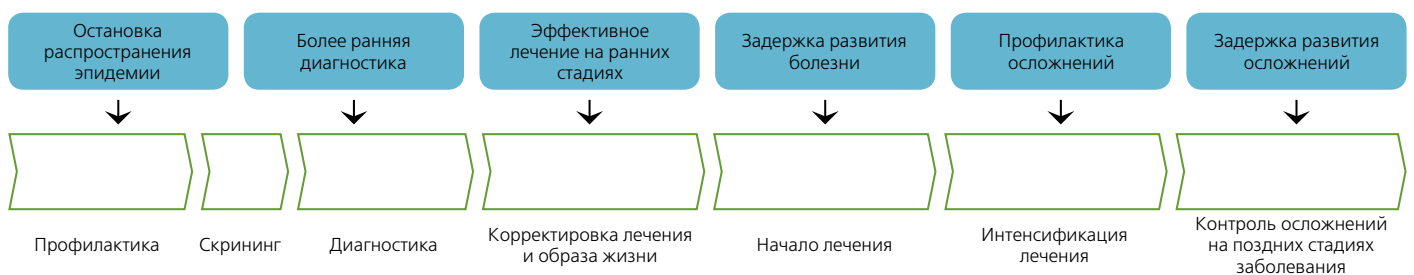 Остановка
распространения
эпидемии
Более ранняя
диагностика
Эффективное
лечение на ранних
стадиях
Задержка развития
болезни
Профилактика
осложнений
Задержка развития
осложнений
Профилактика
Скрининг
Диагностика
Корректировка лечения
и образа жизни
Начало лечения
Интенсификация
лечения
Контроль осложнений
на поздних стадиях
заболевания